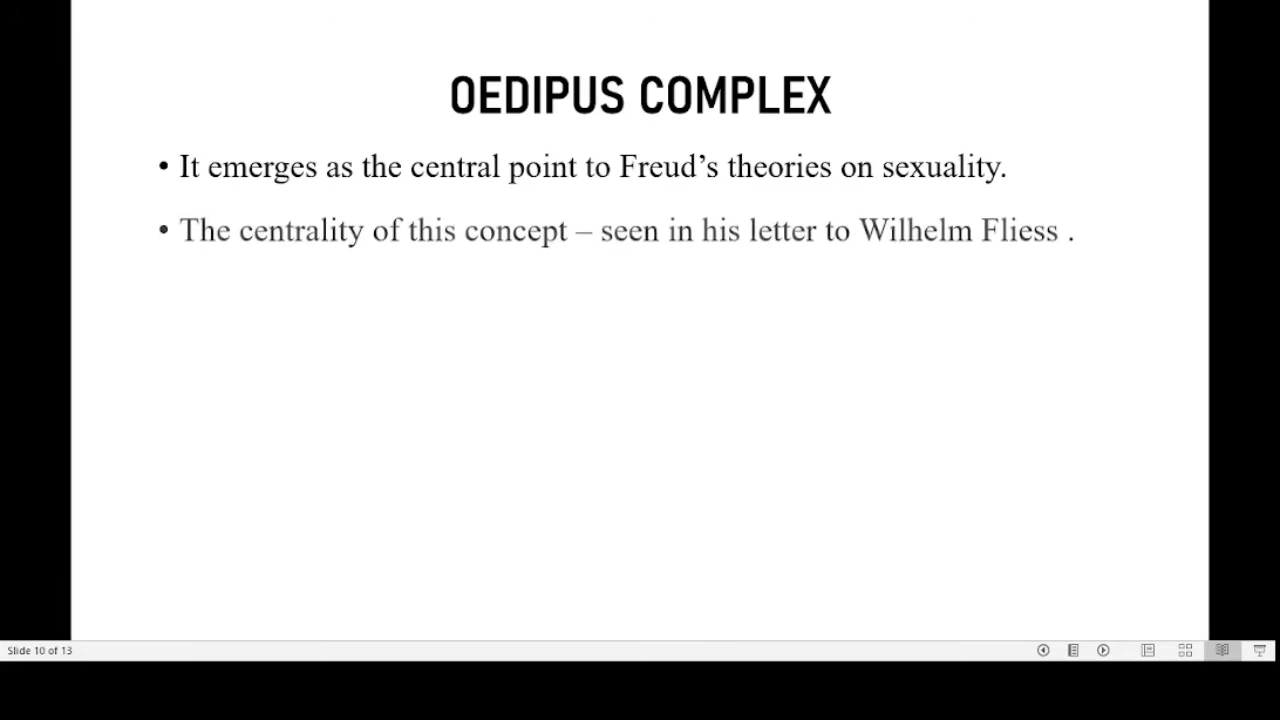 OEDIPUS COMPLEX
• It emerges as the central point to Freud’s theories on sexuality.
• The centrality of this concept – seen in his letter to Wilhelm Fliess .
Slide 10 of 13